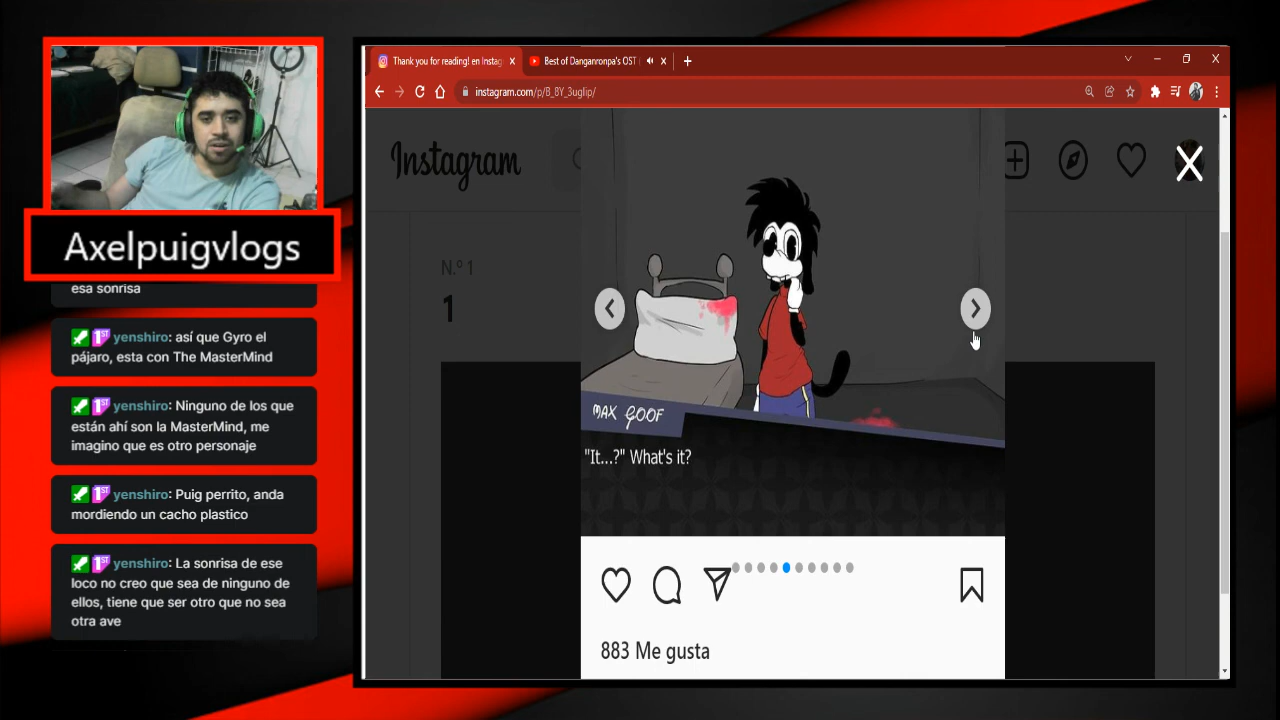 Thank you for reading! en Instag
Best of Danganronpa's OST
instagram.com/p/B_8Y_3uglip/
Instagram
Axelpuigvlogs
esa sonrisa
yenshiro: así que Gyro el
pájaro, esta con The MasterMind
yenshiro: Ninguno de los que
están ahí son la MasterMind, me
imagino que es otro personaje
yenshiro: Puig perrito, anda
mordiendo un cacho plastico
yenshiro: La sonrisa de ese
loco no creo que sea de ninguno de
ellos, tiene que ser otro que no sea
otra ave
N.º 1
1
MAX GOOF
"It...?" What's it?
883 Me gusta